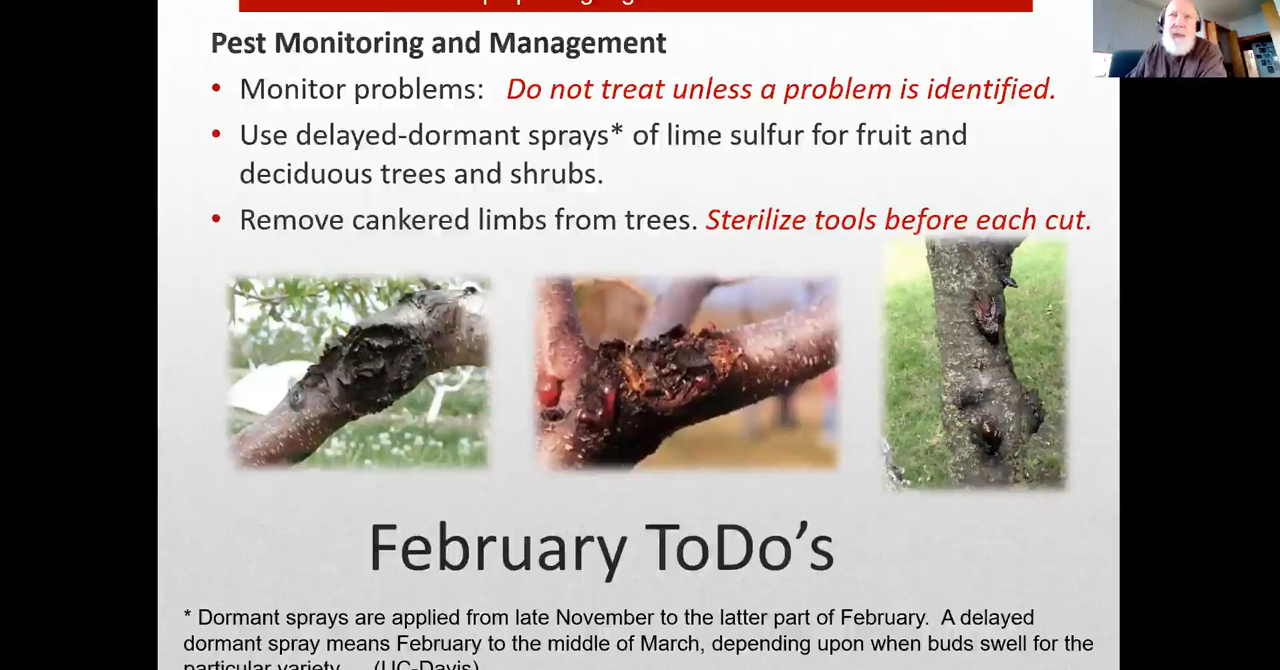 Pest Monitoring and Management
• Monitor problems: Do not treat unless a problem is identified.
• Use delayed-dormant sprays* of lime sulfur for fruit and
deciduous trees and shrubs.
• Remove cankered limbs from trees. Sterilize tools before each cut.
February ToDo's
* Dormant sprays are applied from late November to the latter part of February. A delayed
dormant spray means February to the middle of March, depending upon when buds swell for the
particular variety... (UC-Davis)